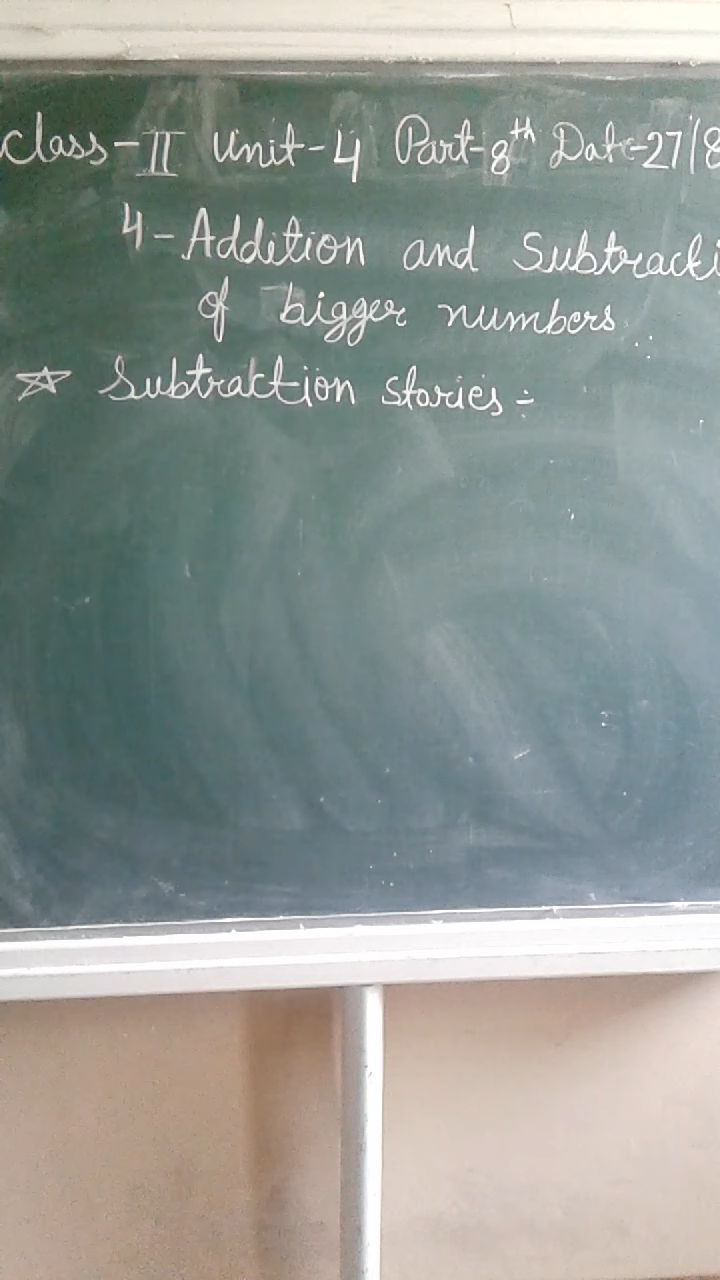 Class-II Unit-4 Part-8th Date-27/8
4-Addition and Subtracti
of bigger numbers
☆ Subtraction stories :-